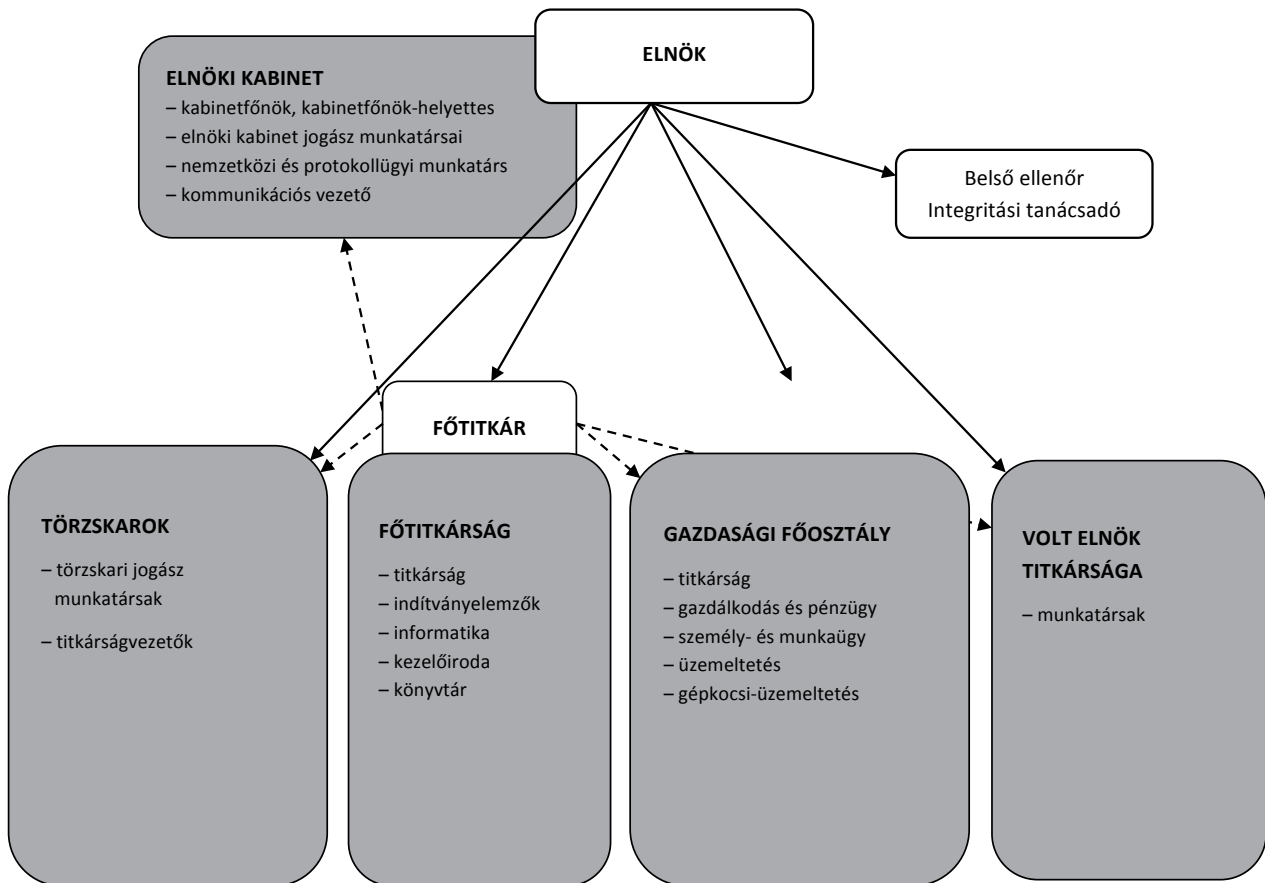 ELNÖK
ELNÖKI KABINET
– kabinetfőnök, kabinetfőnök-helyettes
– elnöki kabinet jogász munkatársai
– nemzetközi és protokollügyi munkatárs
– kommunikációs vezető
Belső ellenőr
Integritási tanácsadó
FŐTITKÁR
TÖRZSKAROK
– törzskari jogász
munkatársak
– titkárságvezetők
FŐTITKÁRSÁG
– titkárság
– indítványelemzők
– informatika
– kezelőiroda
– könyvtár
GAZDASÁGI FŐOSZTÁLY
– titkárság
– gazdálkodás és pénzügy
– személy- és munkaügy
– üzemeltetés
– gépkocsi-üzemeltetés
VOLT ELNÖK
TITKÁRSÁGA
– munkatársak